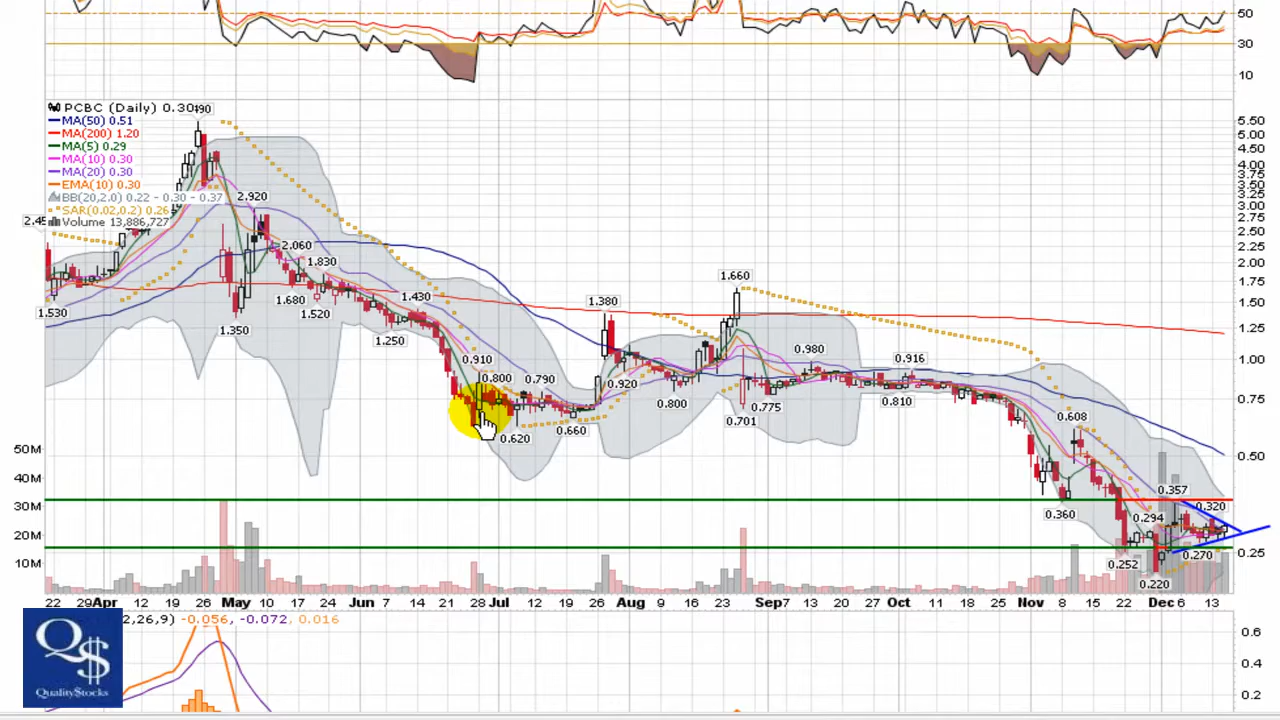 50
30
10
PCBC (Daily) 0.30
MA(50) 0.51
MA(200) 1.20
MA(5) 0.29
MA(10) 0.30
MA(20) 0.30
EMA(10) 0.30
BB(20,2.0) 0.22 - 0.30 - 0.37
SAR(0.02,0.2) 0.26
Volume 13,886,727
5.50
5.00
4.50
4.00
3.75
3.50
3.25
3.00
2.75
2.50
2.25
2.00
1.75
1.50
1.25
1.00
0.75
0.50
0.25
2.920
2.060
1.830
1.680
1.520
1.530
1.350
1.430
1.250
0.910
0.800
0.790
0.620
0.660
1.380
0.920
0.800
1.660
0.701
0.775
0.980
0.810
0.916
0.360
0.608
0.252
0.294
0.220
0.357
0.270
0.320
50M
40M
30M
20M
10M
22 29 Apr 12 19 26 May 10 17 24 Jun 7 14 21 28 Jul 12 19 26 Aug 9 16 23 Sep 7 13 20 27 Oct 11 18 25 Nov 8 15 22 Dec 6 13
2,26,9) -0.056, -0.072, 0.016
0.6
0.4
0.2
Q$
QualityStocks